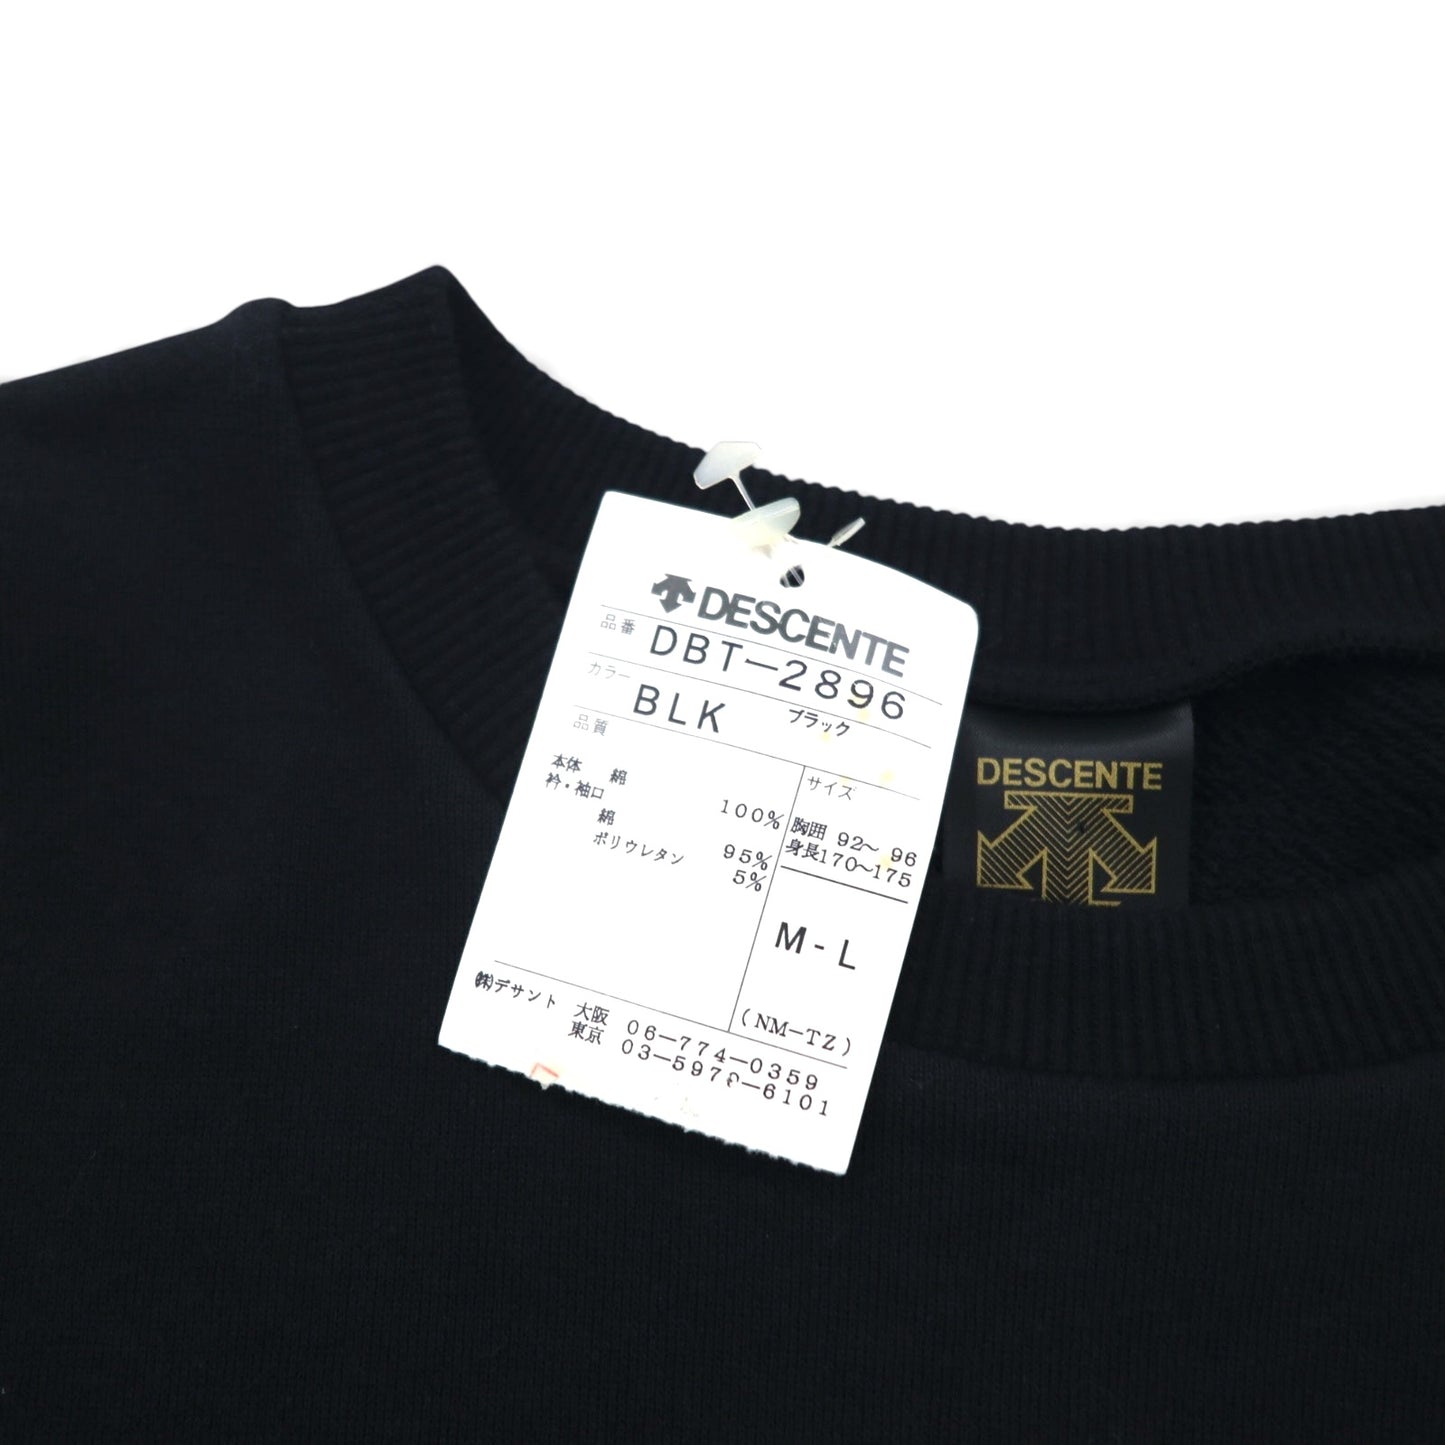 DESCENTE
品番 DBT-2896
カラー BLK ブラック
品質
本体 綿 100%
衿・袖口
綿 95%
ポリウレタン 5%
サイズ
胸囲 92~ 96
身長170~175
M-L
(NM-TZ)
㈱デサント 大阪 06-774-0359
東京 03-5979-6101
DESCENTE